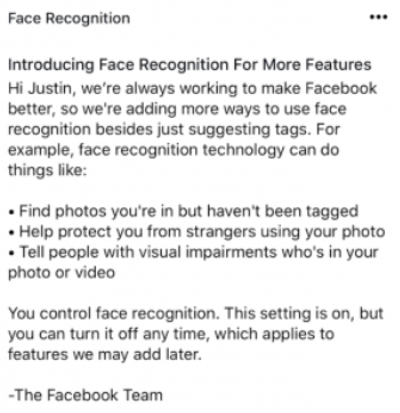 Face Recognition
Introducing Face Recognition For More Features
Hi Justin, we're always working to make Facebook
better, so we're adding more ways to use face
recognition besides just suggesting tags. For
example, face recognition technology can do
things like:
• Find photos you're in but haven't been tagged
• Help protect you from strangers using your photo
• Tell people with visual impairments who's in your
photo or video
You control face recognition. This setting is on, but
you can turn it off any time, which applies to
features we may add later.
-The Facebook Team